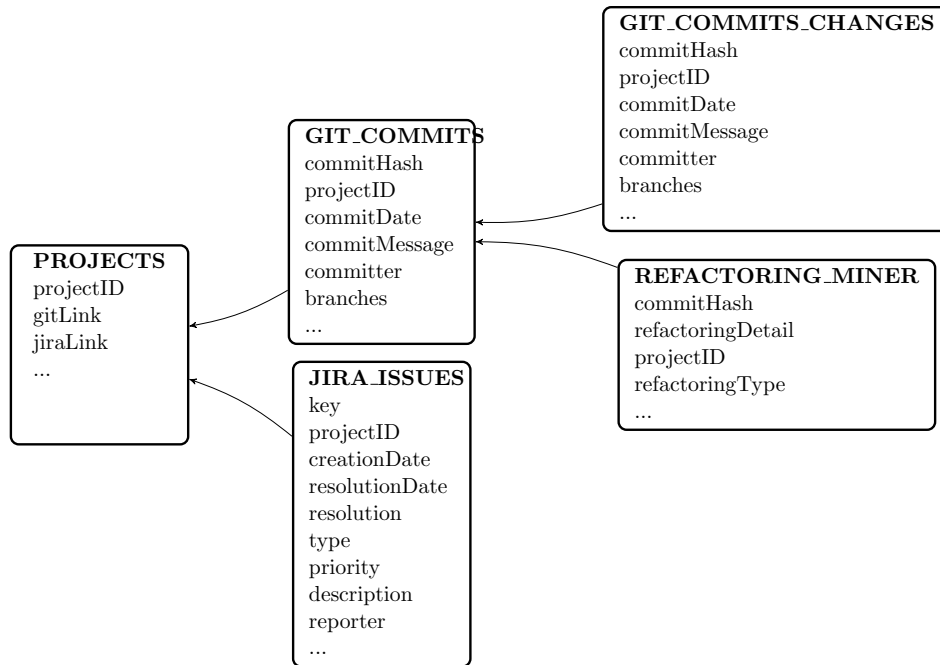 PROJECTS
projectID
gitLink
jiraLink
...
GIT_COMMITS
commitHash
projectID
commitDate
commitMessage
committer
branches
...
JIRA_ISSUES
key
projectID
creationDate
resolutionDate
resolution
type
priority
description
reporter
...
GIT_COMMITS_CHANGES
commitHash
projectID
commitDate
commitMessage
committer
branches
...
REFACTORING_MINER
commitHash
refactoringDetail
projectID
refactoringType
...